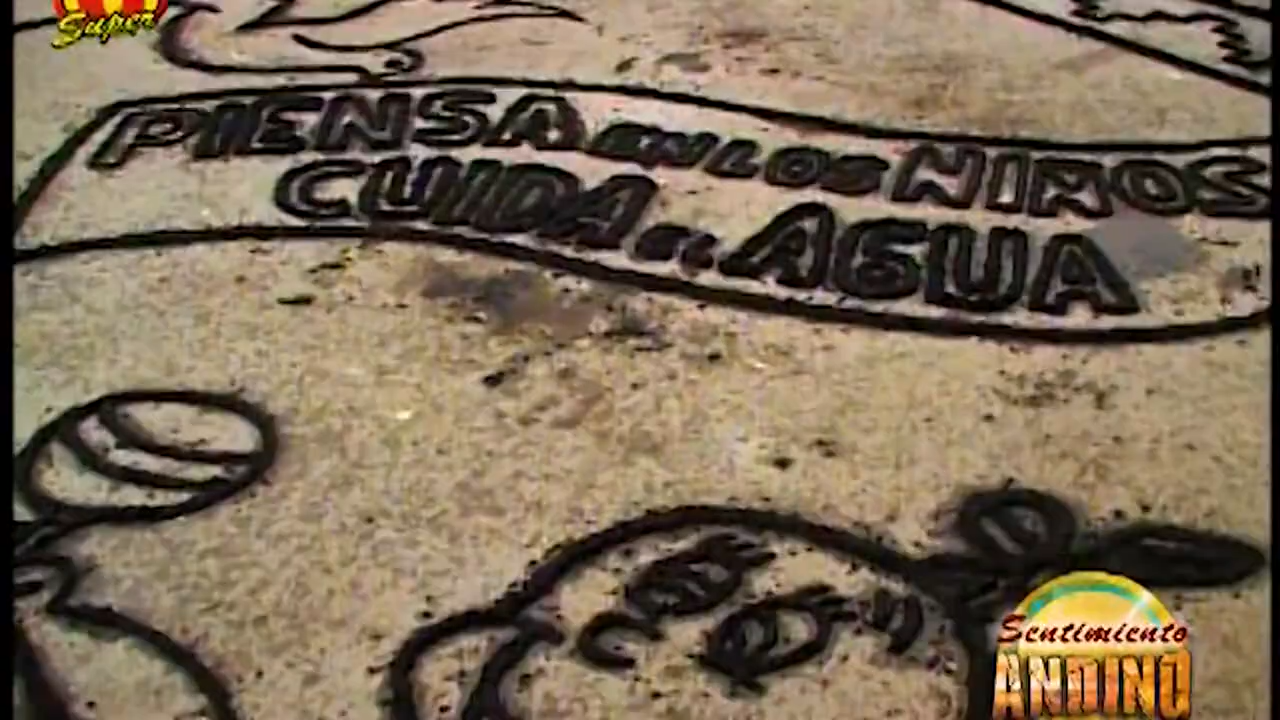 Super
PIENSA EN LOS NIÑOS
CUIDA EL AGUA
Sentimiento
ANDINO